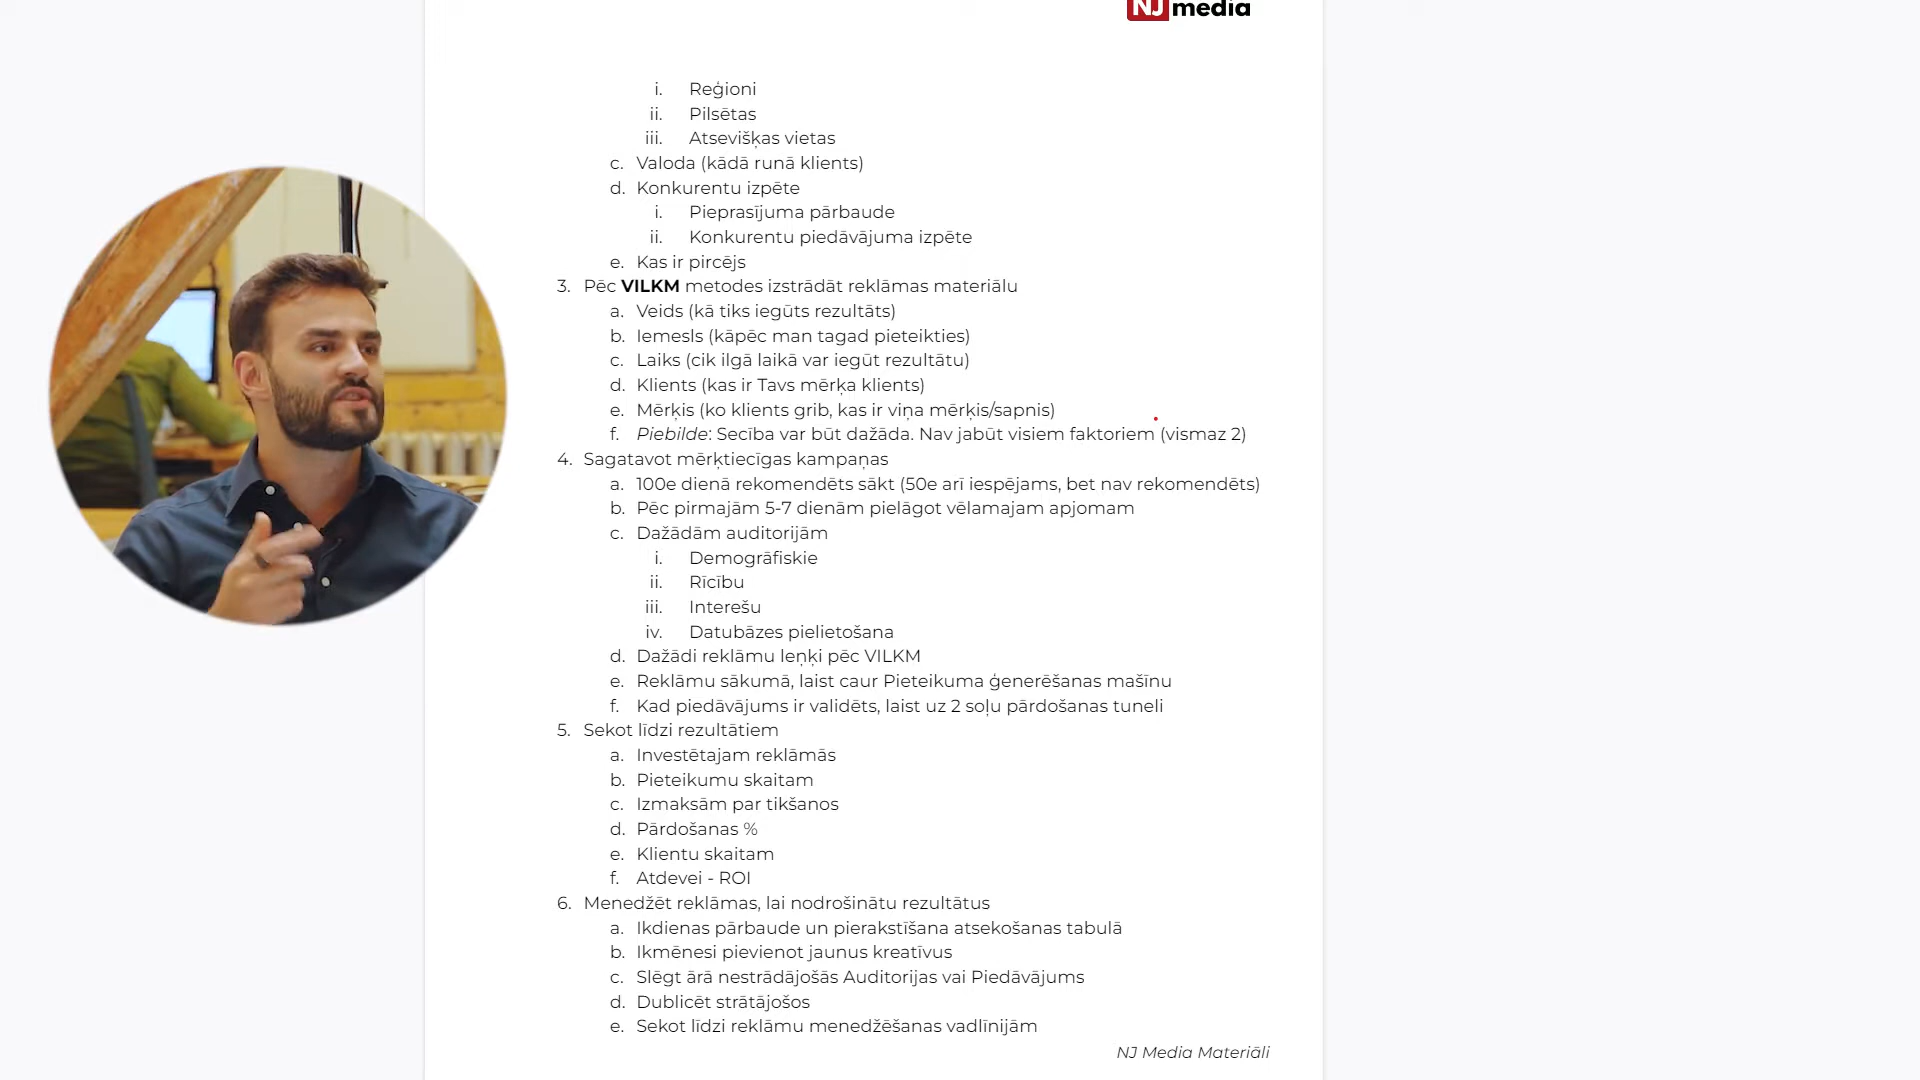 NJ media
i. Reģioni
ii. Pilsētas
iii. Atsevišķas vietas
c. Valoda (kādā runā klients)
d. Konkurentu izpēte
i. Pieprasījuma pārbaude
ii. Konkurentu piedāvājuma izpēte
e. Kas ir pircējs
3. Pēc VILKM metodes izstrādāt reklāmas materiālu
a. Veids (kā tiks iegūts rezultāts)
b. Iemesls (kāpēc man tagad pieteikties)
c. Laiks (cik ilgā laikā var iegūt rezultātu)
d. Klients (kas ir Tavs mērķa klients)
e. Mērķis (ko klients grib, kas ir viņa mērķis/sapnis)
f. Piebilde: Secība var būt dažāda. Nav jabūt visiem faktoriem (vismaz 2)
4. Sagatavot mērķtiecīgas kampaņas
a. 100e dienā rekomendēts sākt (50e arī iespējams, bet nav rekomendēts)
b. Pēc pirmajām 5-7 dienām pielāgot vēlamajam apjomam
c. Dažādām auditorijām
i. Demogrāfiskie
ii. Rīcību
iii. Interešu
iv. Datubāzes pielietošana
d. Dažādi reklāmu leņķi pēc VILKM
e. Reklāmu sākumā, laist caur Pieteikuma ģenerēšanas mašīnu
f. Kad piedāvājums ir validēts, laist uz 2 soļu pārdošanas tuneli
5. Sekot līdzi rezultātiem
a. Investētajam reklāmās
b. Pieteikumu skaitam
c. Izmaksām par tikšanos
d. Pārdošanas %
e. Klientu skaitam
f. Atdevei - ROI
6. Menedžēt reklāmas, lai nodrošinātu rezultātus
a. Ikdienas pārbaude un pierakstīšana atsekošanas tabulā
b. Ikmēnesi pievienot jaunus kreatīvus
c. Slēgt ārā nestrādājošās Auditorijas vai Piedāvājums
d. Dublicēt strātājošos
e. Sekot līdzi reklāmu menedžēšanas vadlīnijām
NJ Media Materiāli